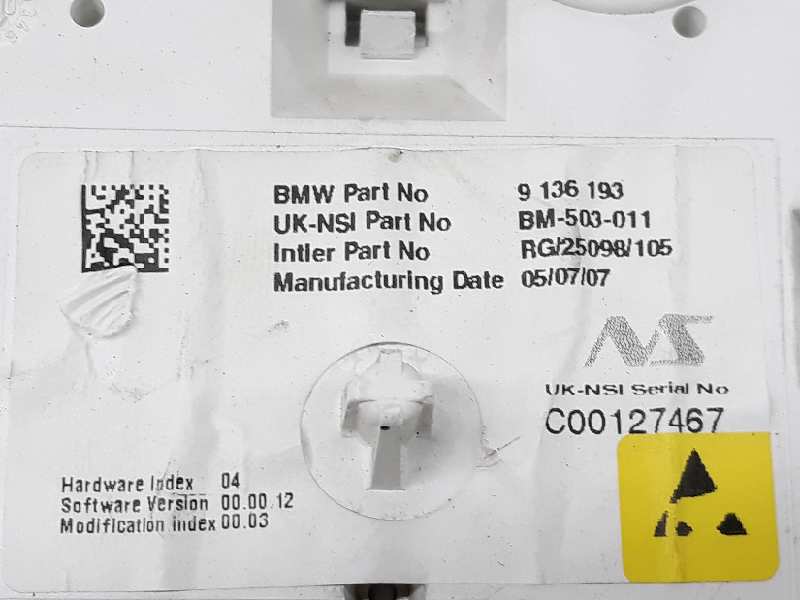 BMW Part No 9 136 193
UK-NSI Part No BM-503-011
Intler Part No RG/25098/105
Manufacturing Date 05/07/07
NS
UK-NSI Serial No
C00127467
Hardware Index 04
Software Version 00.00.12
Modification index 00.03